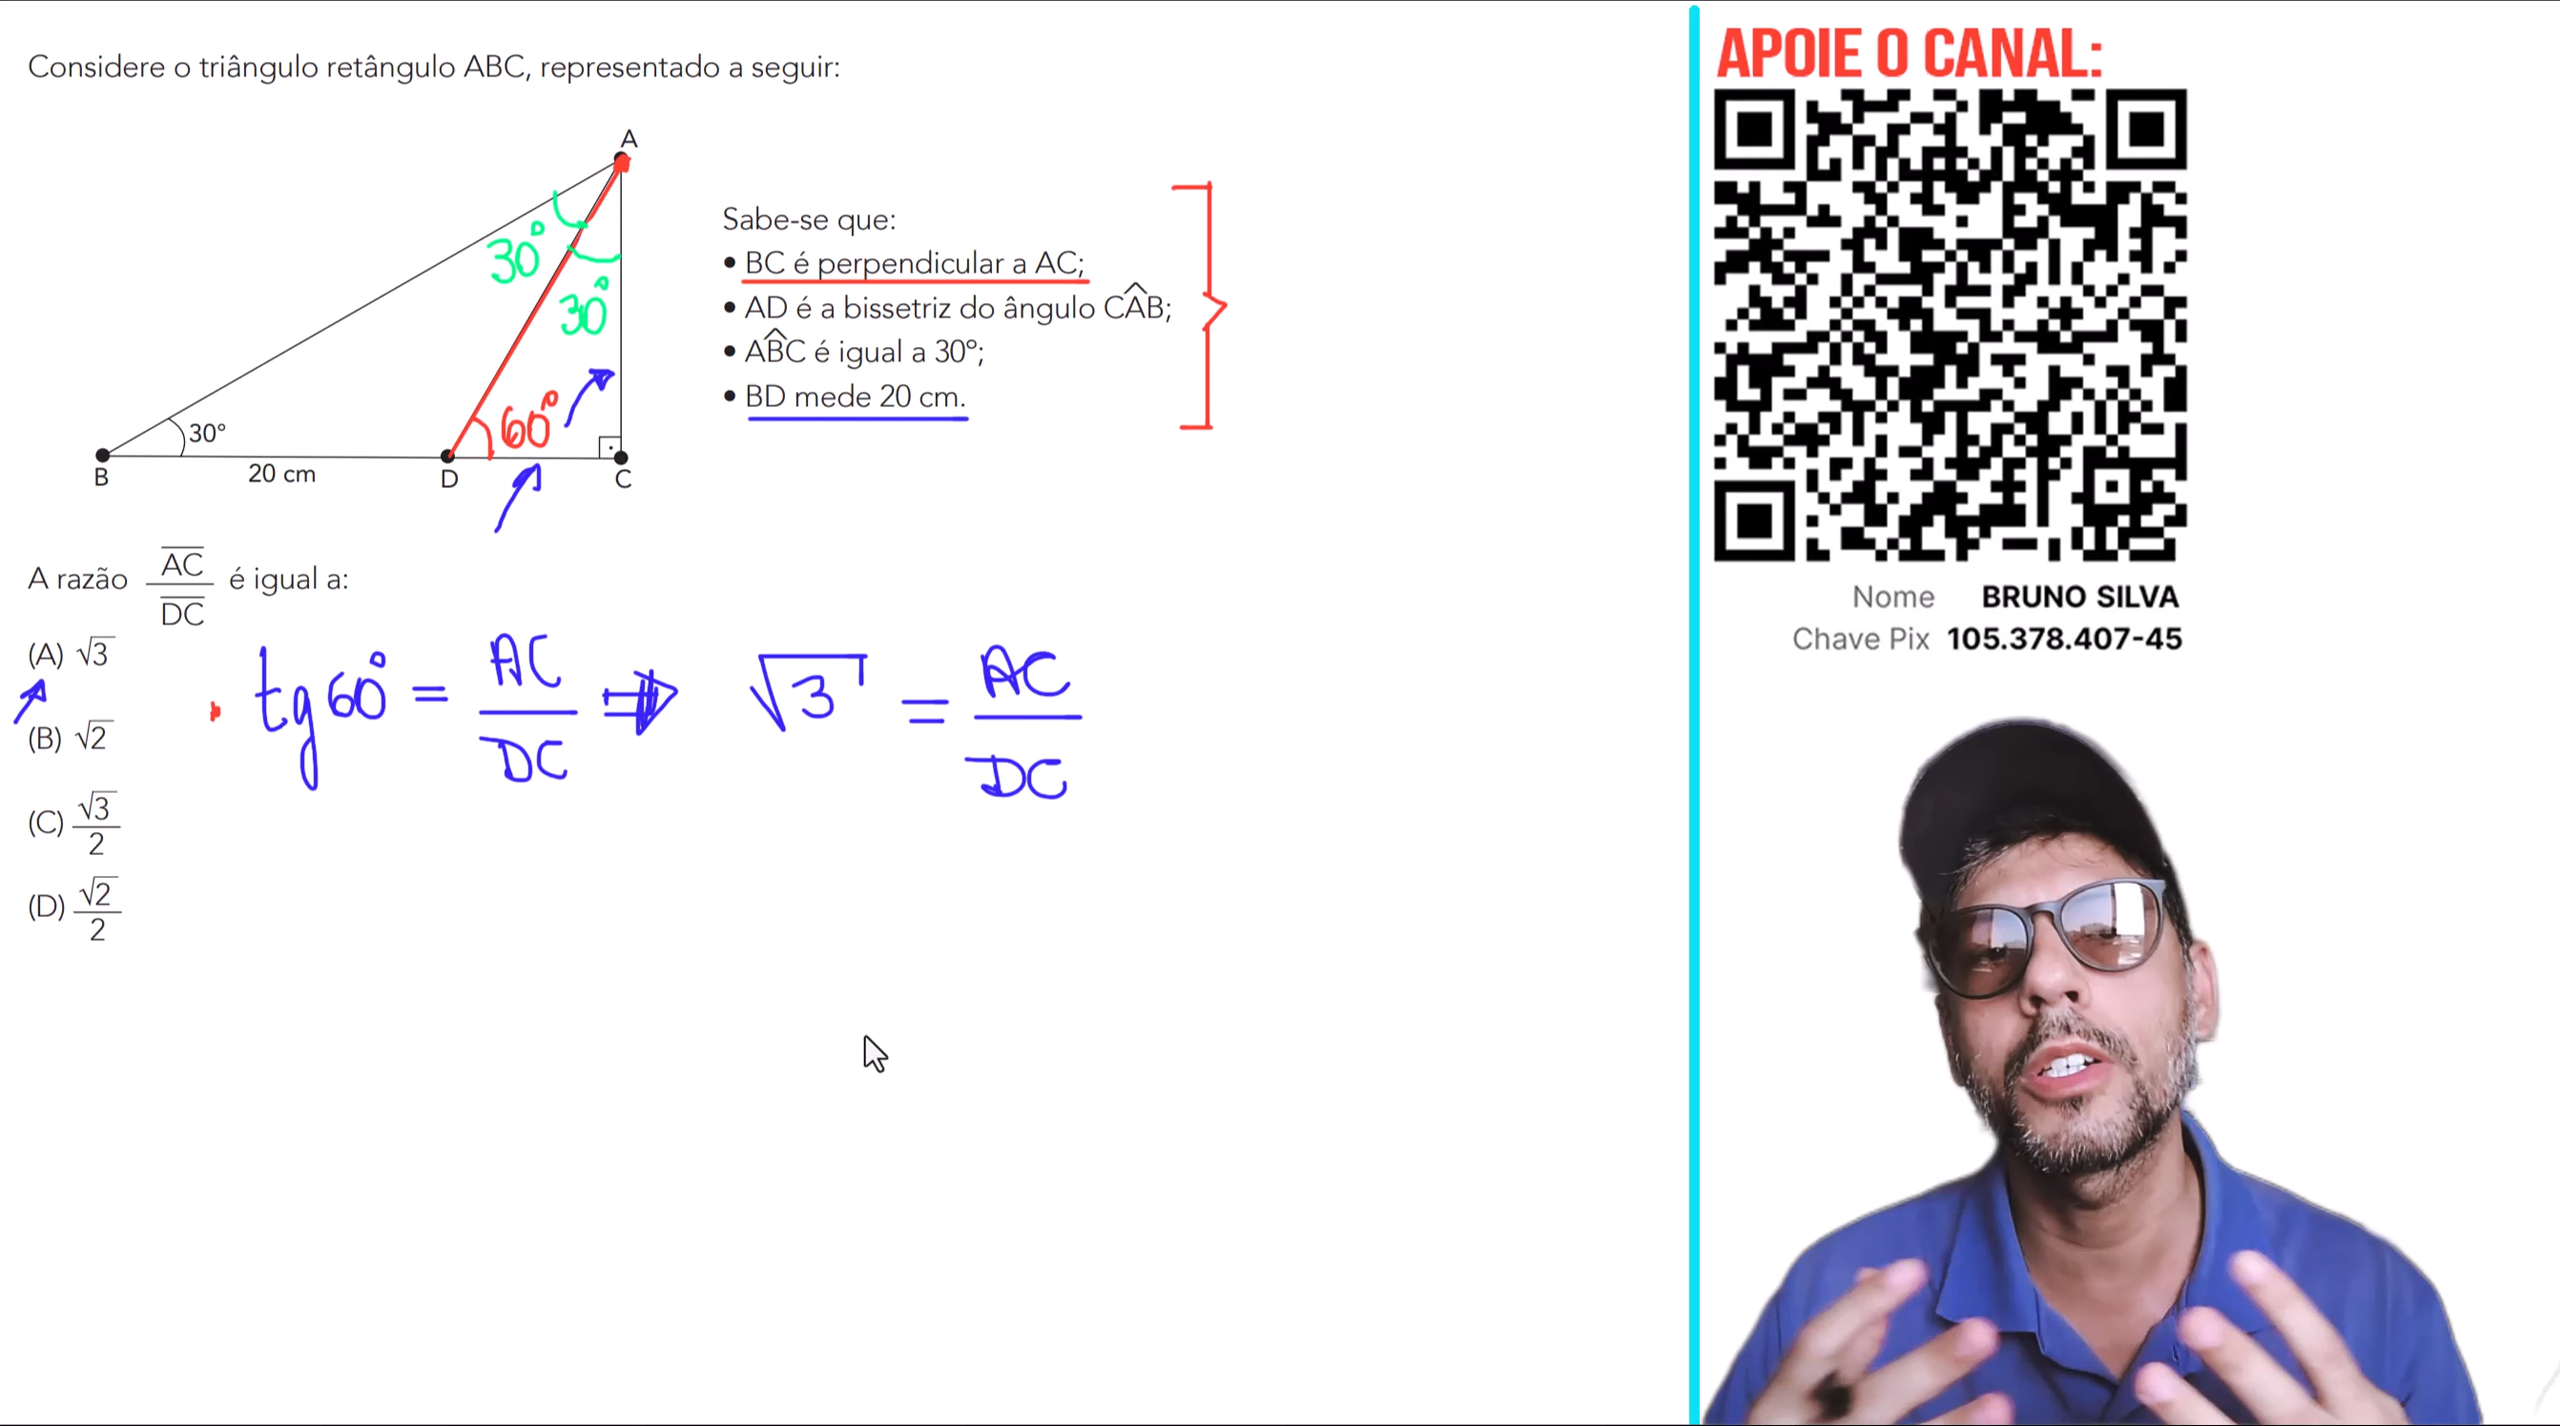 Considere o triângulo retângulo ABC, representado a seguir:
A
30°
30°
60°
30°
B
20 cm
D
C
Sabe-se que:
• BC é perpendicular a AC;
• AD é a bissetriz do ângulo CÂB;
• AB̂C é igual a 30º;
• BD mede 20 cm.
A razão AC/DC é igual a:
(A) √3
(B) √2
(C) √3/2
(D) √2/2
tg 60° = AC/DC ⇒ √3 = AC/DC
APOIE O CANAL:
Nome BRUNO SILVA
Chave Pix 105.378.407-45